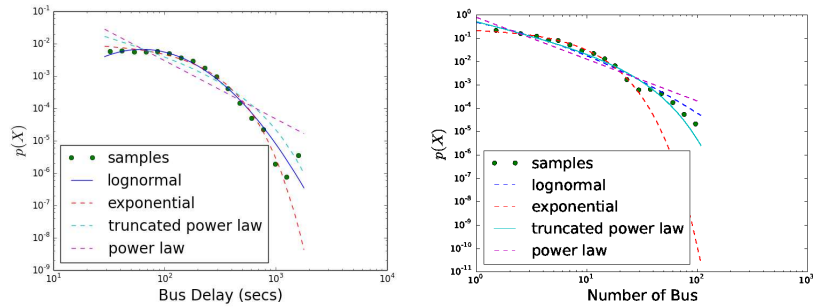 10^-1
10^-2
10^-3
10^-4
10^-5
10^-6
10^-7
10^-8
10^-9
p(X)
samples
lognormal
exponential
truncated power law
power law
10^1
10^2
10^3
10^4
Bus Delay (secs)
10^0
10^-1
10^-2
10^-3
10^-4
10^-5
10^-6
10^-7
10^-8
10^-9
10^-10
10^-11
p(X)
samples
lognormal
exponential
truncated power law
power law
10^0
10^1
10^2
10^3
Number of Bus